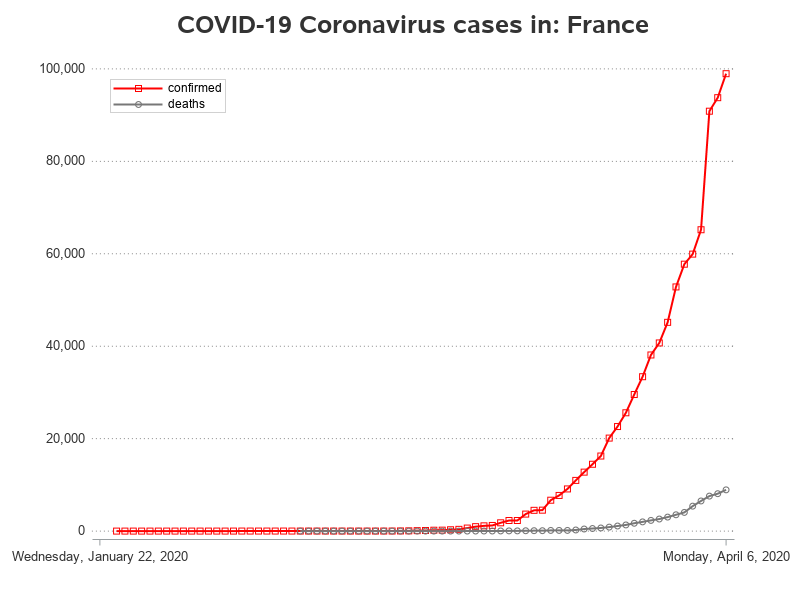 COVID-19 Coronavirus cases in: France
100,000
confirmed
deaths
80,000
60,000
40,000
20,000
0
Wednesday, January 22, 2020
Monday, April 6, 2020